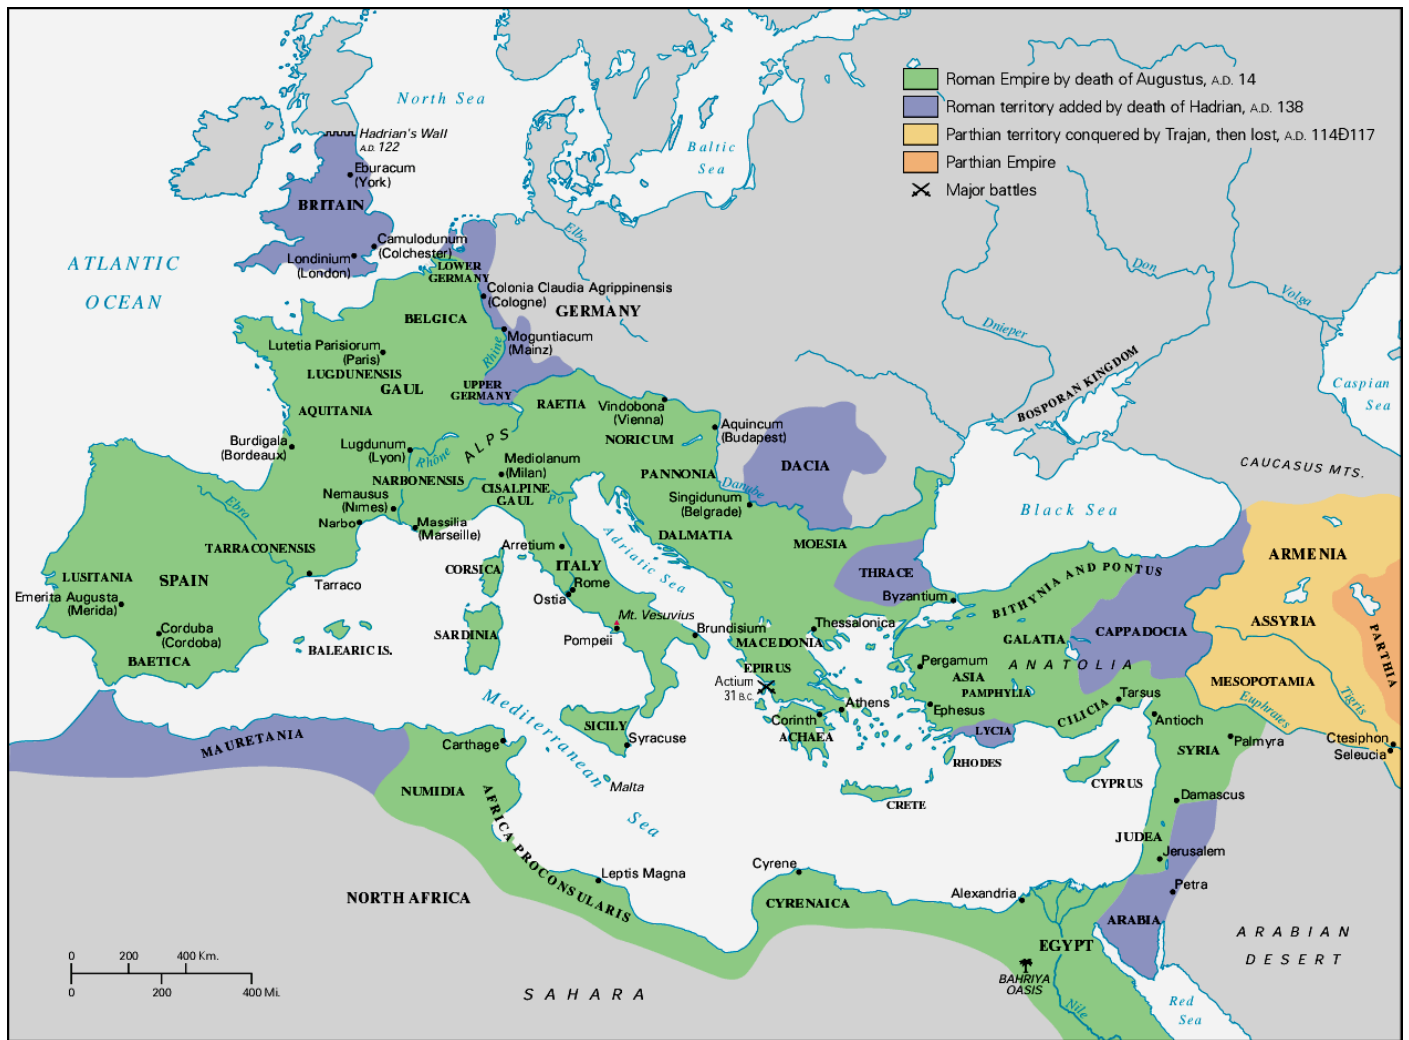 Roman Empire by death of Augustus, A.D. 14
Roman territory added by death of Hadrian, A.D. 138
Parthian territory conquered by Trajan, then lost, A.D. 114Ð117
Parthian Empire
Major battles
North Sea
Hadrian's Wall
A.D. 122
Baltic
Sea
Eburacum
(York)
BRITAIN
Camulodunum
(Colchester)
Londinium
(London)
Elbe
ATLANTIC
OCEAN
LOWER
GERMANY
Colonia Claudia Agrippinensis
(Cologne)
GERMANY
BELGICA
Moguntiacum
(Mainz)
Rhine
Don
Volga
Dnieper
Lutetia Parisiorum
(Paris)
LUGDUNENSIS
GAUL
UPPER
GERMANY
AQUITANIA
RAETIA
Vindobona
(Vienna)
BOSPORAN KINGDOM
Caspian
Sea
Burdigala
(Bordeaux)
Lugdunum
(Lyon)
Rhône
ALPS
NORICUM
Aquincum
(Budapest)
DACIA
CAUCASUS MTS.
Mediolanum
(Milan)
CISALPINE
GAUL
Po
PANNONIA
Danube
NARBONENSIS
Nemausus
(Nimes)
Narbo
Massilia
(Marseille)
Ebro
Singidunum
(Belgrade)
Black Sea
TARRACONENSIS
DALMATIA
MOESIA
Arretium
Adriatic Sea
CORSICA
ITALY
Rome
Ostia
THRACE
Byzantium
BITHYNIA AND PONTUS
ARMENIA
LUSITANIA
SPAIN
Tarraco
Emerita Augusta
(Merida)
Corduba
(Cordoba)
BAETICA
BALEARIC IS.
SARDINIA
Mt. Vesuvius
Pompeii
Brundisium
MACEDONIA
Thessalonica
GALATIA
CAPPADOCIA
ASSYRIA
PARTHIA
EPIRUS
Actium
31 B.C.
Pergamum
ASIA
ANATOLIA
PAMPHYLIA
MESOPOTAMIA
Euphrates
Tigris
Mediterranean
Sea
Athens
Corinth
ACHAEA
Ephesus
CILICIA
Tarsus
Antioch
LYCIA
SICILY
Syracuse
MAURETANIA
Carthage
SYRIA
Palmyra
Ctesiphon
Seleucia
RHODES
CYPRUS
Malta
CRETE
NUMIDIA
AFRICA PROCONSULARIS
Damascus
JUDEA
Jerusalem
Leptis Magna
Cyrene
CYRENAICA
Alexandria
Petra
ARABIA
NORTH AFRICA
EGYPT
ARABIAN
DESERT
BAHRIYA
OASIS
Nile
Red
Sea
SAHARA
0 200 400 Km.
0 200 400 Mi.